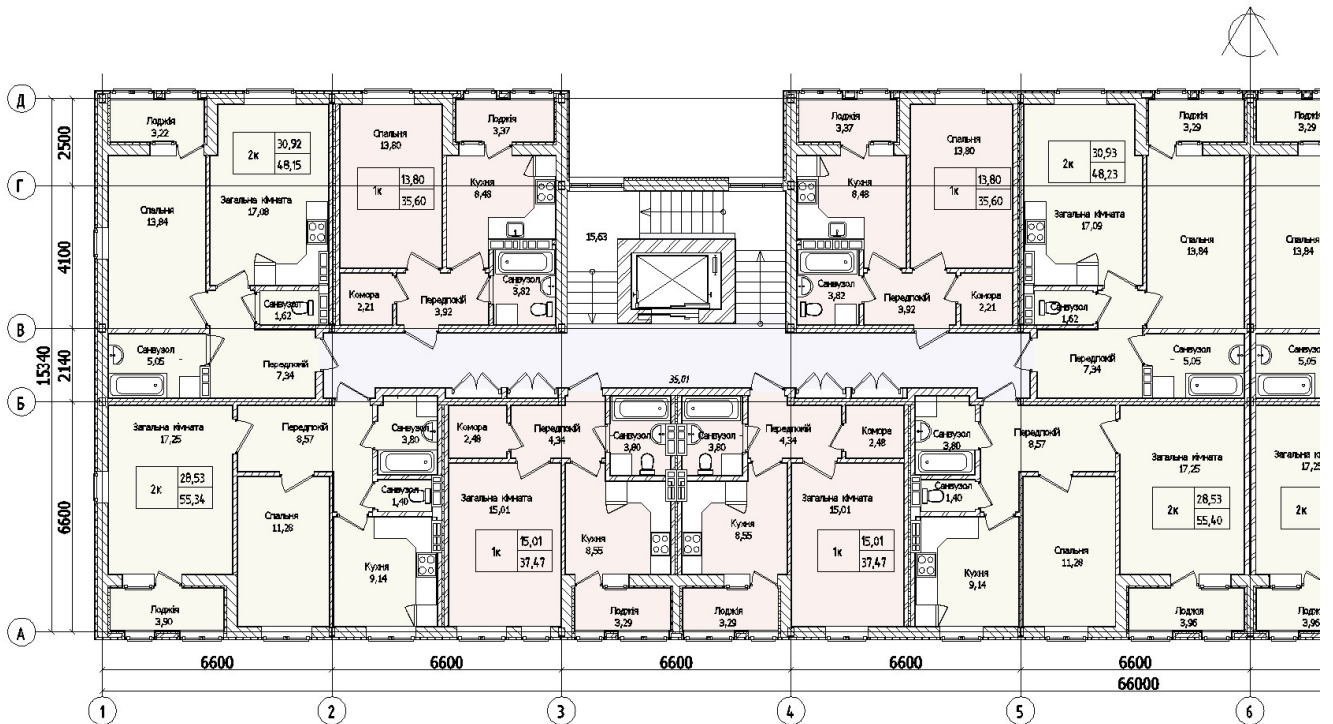 Д
Г
В
Б
А
2500
4100
2140
6600
15340
Лоджія
3,22
2к
30,92
48,15
Спальня
13,84
Загальна кімната
17,08
Санвузол
1,62
Санвузол
5,05
Передпокій
7,34
Спальня
13,80
1к
13,80
35,60
Лоджія
3,37
Кухня
8,48
Санвузол
3,82
Комора
2,21
Передпокій
3,92
15,63
35,01
Лоджія
3,37
Кухня
8,48
Спальня
13,80
1к
13,80
35,60
Санвузол
3,82
Передпокій
3,92
Комора
2,21
2к
30,93
48,23
Лоджія
3,29
Загальна кімната
17,09
Спальня
13,84
Санвузол
1,62
Передпокій
7,34
Санвузол
5,05
3,29
13,84
5,05
Загальна кімната
17,25
2к
28,53
55,34
Передпокій
8,57
Санвузол
3,80
Санвузол
1,40
Спальня
11,28
Кухня
9,14
Лоджія
3,90
Комора
2,48
Передпокій
4,34
Санвузол
3,80
Загальна кімната
15,01
1к
15,01
37,47
Кухня
8,55
Лоджія
3,29
Санвузол
3,80
Передпокій
4,34
Комора
2,48
Кухня
8,55
Загальна кімната
15,01
1к
15,01
37,47
Лоджія
3,29
Санвузол
3,80
Передпокій
8,57
Санвузол
1,40
Кухня
9,14
Спальня
11,28
Загальна кімната
17,25
2к
28,53
55,40
Лоджія
3,96
2к
3,96
6600
6600
6600
6600
6600
66000
1
2
3
4
5
6